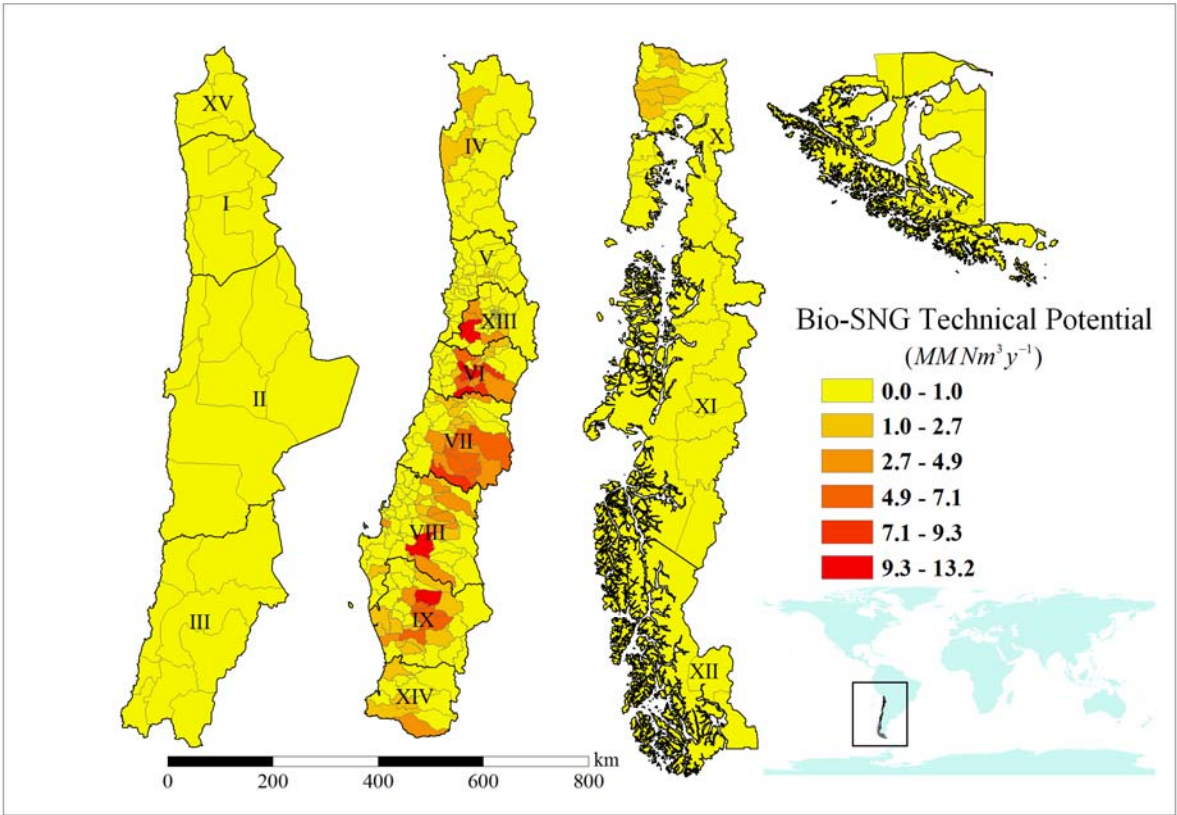 XV
I
II
III
IV
V
XIII
VI
VII
VIII
IX
XIV
X
XI
XII
Bio-SNG Technical Potential
(MMNm³ y⁻¹)
0.0 - 1.0
1.0 - 2.7
2.7 - 4.9
4.9 - 7.1
7.1 - 9.3
9.3 - 13.2
km
0 200 400 600 800